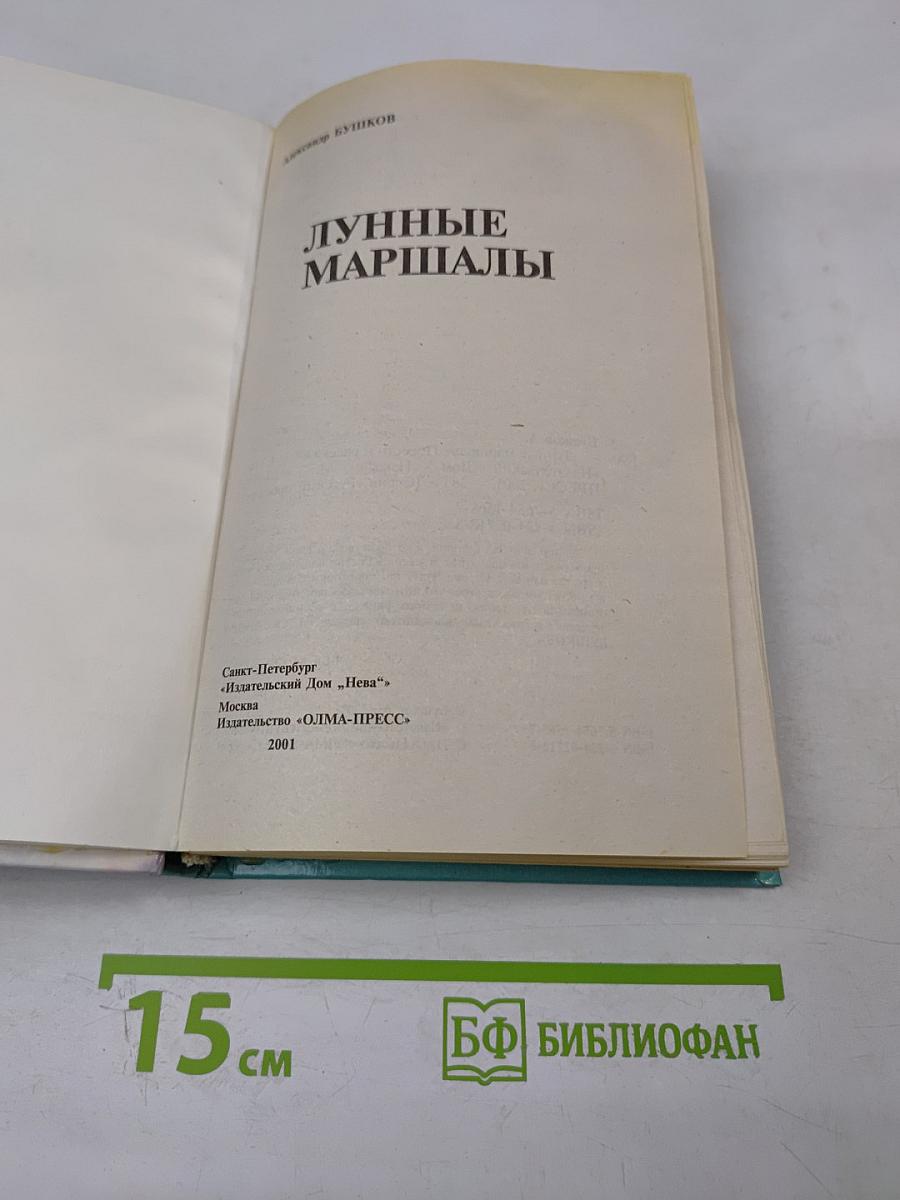 Александр БУШКОВ
ЛУННЫЕ
МАРШАЛЫ
Санкт-Петербург
«Издательский Дом „Нева“»
Москва
Издательство «ОЛМА-ПРЕСС»
2001
15 см
БФ БИБЛИОФАН